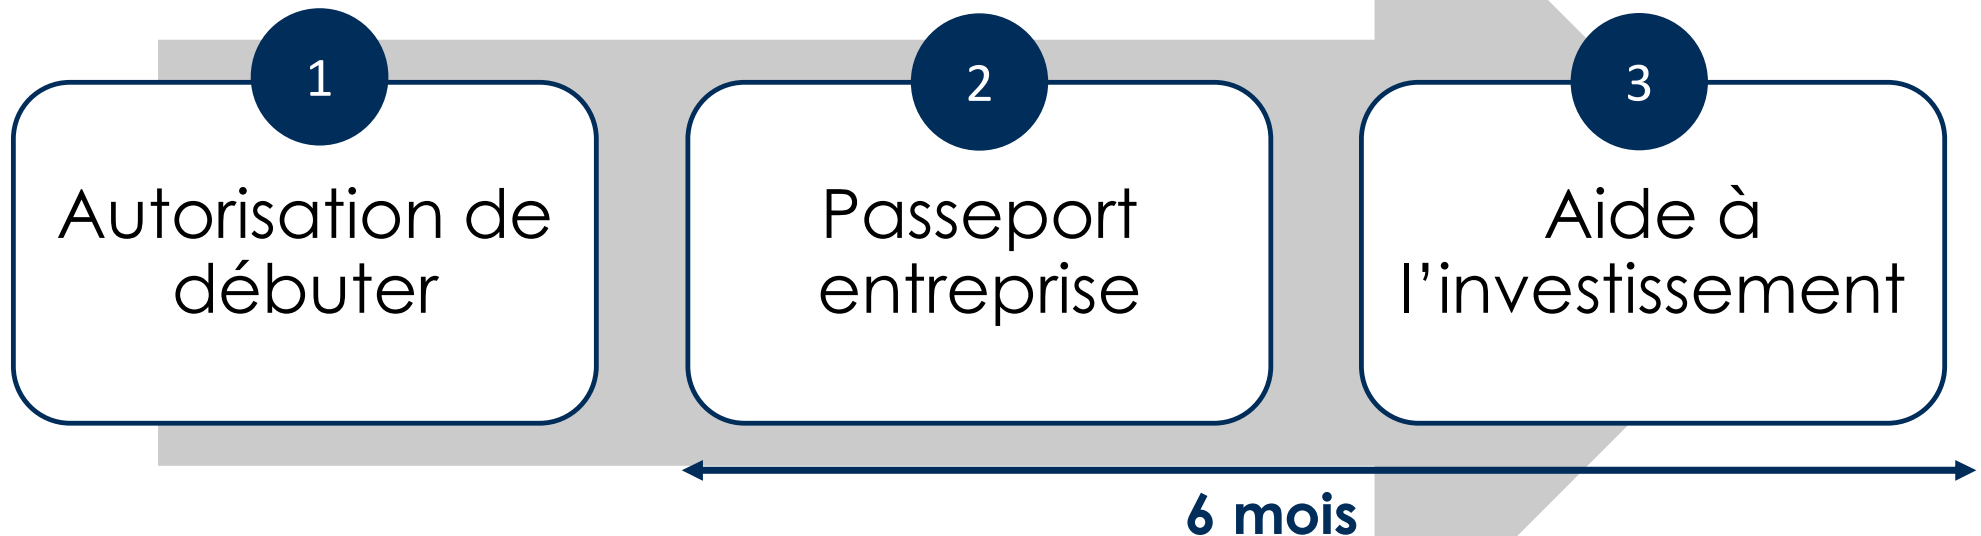 1
Autorisation de
débuter
2
Passeport
entreprise
3
Aide à
l’investissement
6 mois